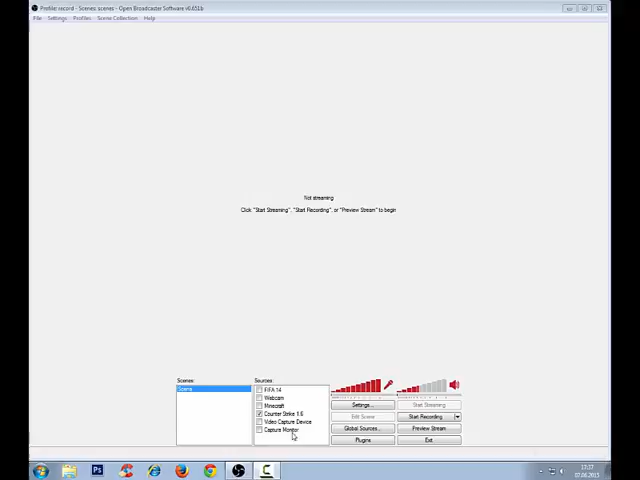 Profile: record - Scenes: scenes - Open Broadcaster Software v0.651b
File Settings Profiles Scene Collection Help
Not streaming
Click "Start Streaming", "Start Recording", or "Preview Stream" to begin
Scenes:
Scene
Sources:
FIFA 14
Webcam
Minecraft
Counter Strike 1.6
Video Capture Device
Capture Monitor
Settings...
Start Streaming
Edit Scene
Start Recording
Global Sources...
Preview Stream
Plugins
Exit
Ps
C
17:37
07.06.2015